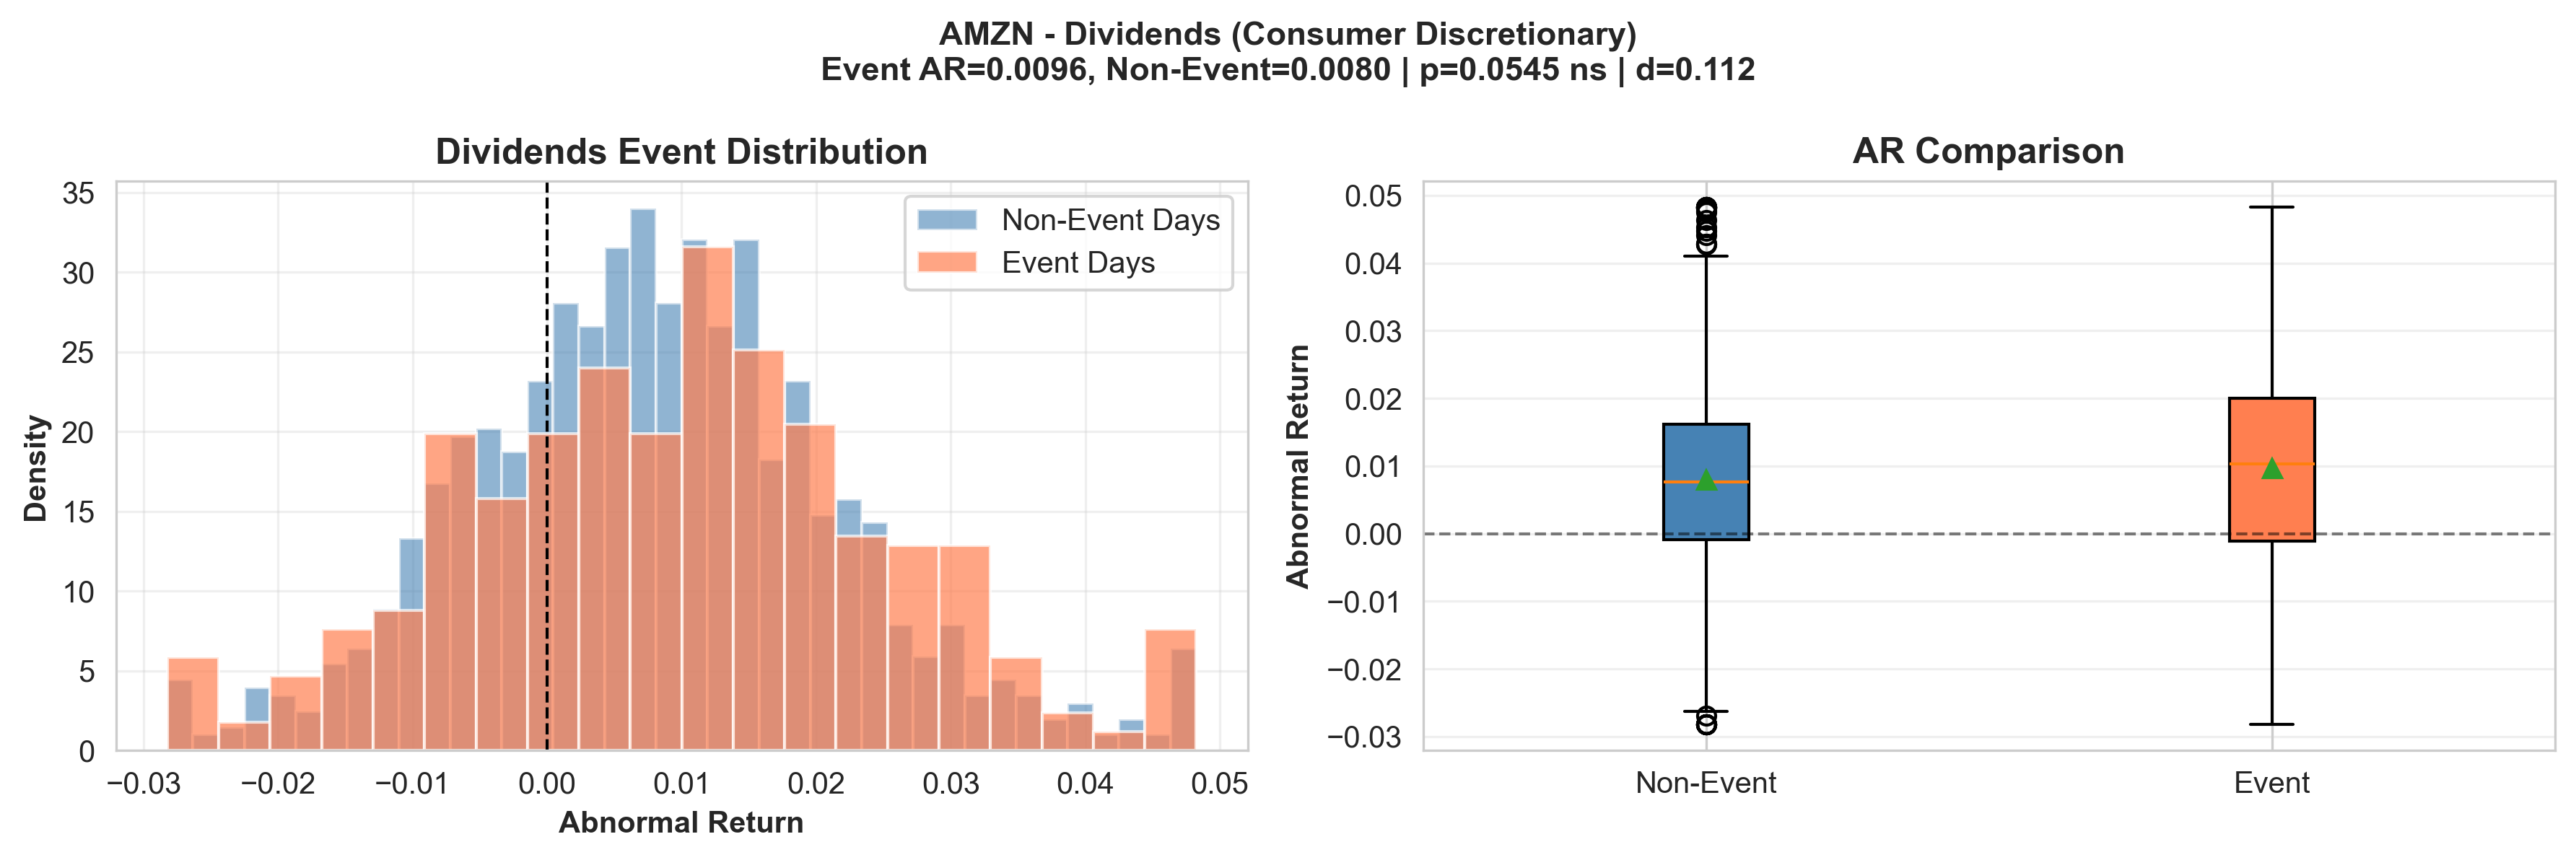 AMZN - Dividends (Consumer Discretionary)
Event AR=0.0096, Non-Event=0.0080 | p=0.0545 ns | d=0.112
Dividends Event Distribution
Density
35
30
25
20
15
10
5
0
Non-Event Days
Event Days
−0.03 −0.02 −0.01 0.00 0.01 0.02 0.03 0.04 0.05
Abnormal Return
AR Comparison
Abnormal Return
0.05
0.04
0.03
0.02
0.01
0.00
−0.01
−0.02
−0.03
Non-Event Event